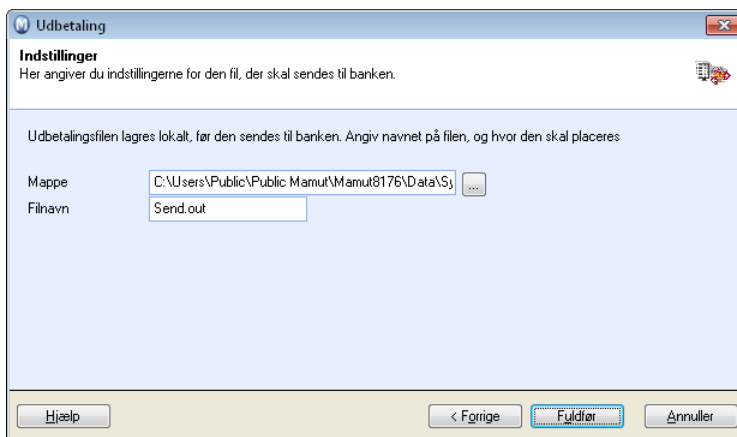 Udbetaling
Indstillinger
Her angiver du indstillingerne for den fil, der skal sendes til banken.
Udbetalingsfilen lagres lokalt, før den sendes til banken. Angiv navnet på filen, og hvor den skal placeres
Mappe C:\Users\Public\Public Mamut\Mamut8176\Data\Sy ...
Filnavn Send.out
Hjælp < Forrige Fuldfør Annuller